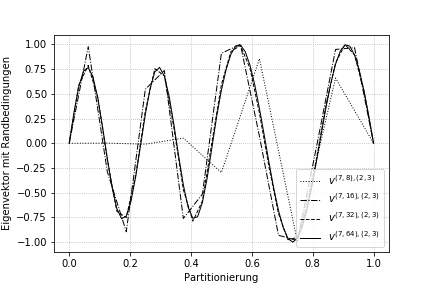 1.00
0.75
0.50
0.25
0.00
−0.25
−0.50
−0.75
−1.00
Eigenvektor mit Randbedingungen
v^(7, 8), (2, 3)
v^(7, 16), (2, 3)
v^(7, 32), (2, 3)
v^(7, 64), (2, 3)
0.0 0.2 0.4 0.6 0.8 1.0
Partitionierung